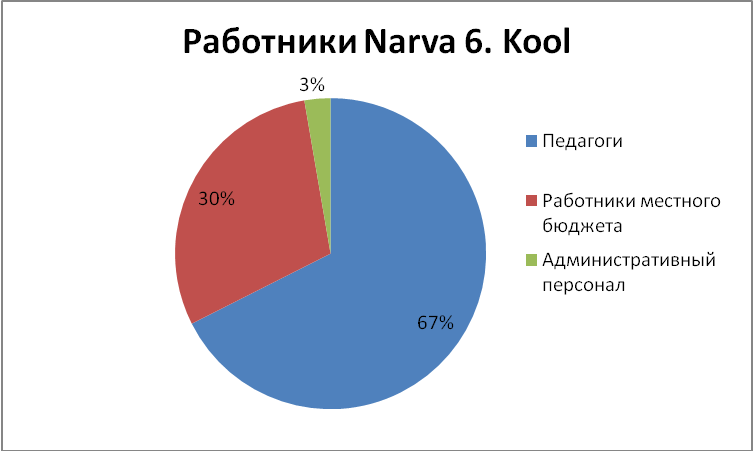 Работники Narva 6. Kool
3%
30%
67%
Педагоги
Работники местного
бюджета
Административный
персонал